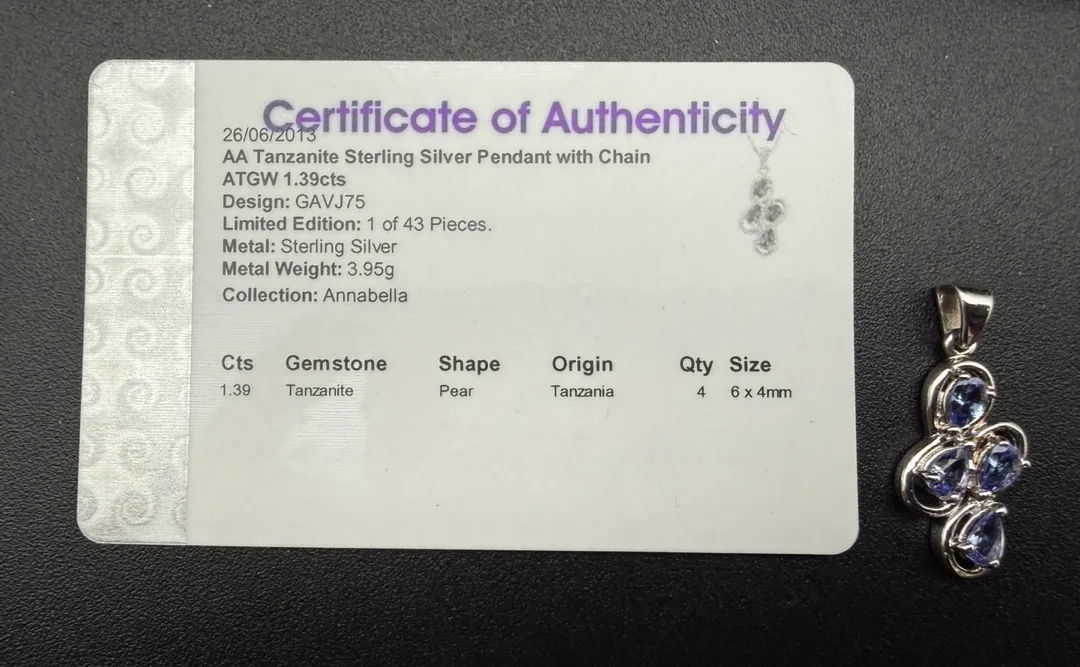 Certificate of Authenticity
26/06/2013
AA Tanzanite Sterling Silver Pendant with Chain
ATGW 1.39cts
Design: GAVJ75
Limited Edition: 1 of 43 Pieces.
Metal: Sterling Silver
Metal Weight: 3.95g
Collection: Annabella
Cts Gemstone Shape Origin Qty Size
1.39 Tanzanite Pear Tanzania 4 6 x 4mm